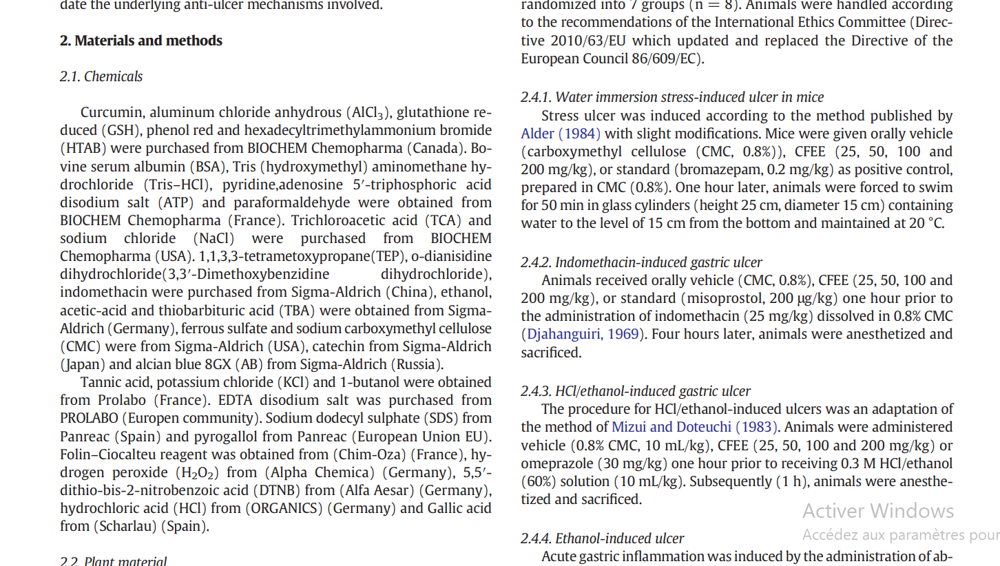 date the underlying anti-ulcer mechanisms involved.
2. Materials and methods
2.1. Chemicals
Curcumin, aluminum chloride anhydrous (AlCl₃), glutathione re-
duced (GSH), phenol red and hexadecyltrimethylammonium bromide
(HTAB) were purchased from BIOCHEM Chemopharma (Canada). Bo-
vine serum albumin (BSA), Tris (hydroxymethyl) aminomethane hy-
drochloride (Tris–HCl), pyridine,adenosine 5′-triphosphoric acid
disodium salt (ATP) and paraformaldehyde were obtained from
BIOCHEM Chemopharma (France). Trichloroacetic acid (TCA) and
sodium chloride (NaCl) were purchased from BIOCHEM
Chemopharma (USA). 1,1,3,3-tetrametoxypropane(TEP), o-dianisidine
dihydrochloride(3,3′-Dimethoxybenzidine dihydrochloride),
indomethacin were purchased from Sigma-Aldrich (China), ethanol,
acetic-acid and thiobarbituric acid (TBA) were obtained from Sigma-
Aldrich (Germany), ferrous sulfate and sodium carboxymethyl cellulose
(CMC) were from Sigma-Aldrich (USA), catechin from Sigma-Aldrich
(Japan) and alcian blue 8GX (AB) from Sigma-Aldrich (Russia).
Tannic acid, potassium chloride (KCl) and 1-butanol were obtained
from Prolabo (France). EDTA disodium salt was purchased from
PROLABO (Europen community). Sodium dodecyl sulphate (SDS) from
Panreac (Spain) and pyrogallol from Panreac (European Union EU).
Folin–Ciocalteu reagent was obtained from (Chim-Oza) (France), hy-
drogen peroxide (H₂O₂) from (Alpha Chemica) (Germany), 5,5′-
dithio-bis-2-nitrobenzoic acid (DTNB) from (Alfa Aesar) (Germany),
hydrochloric acid (HCl) from (ORGANICS) (Germany) and Gallic acid
from (Scharlau) (Spain).
2.2. Plant material
randomized into 7 groups (n = 8). Animals were handled according
to the recommendations of the International Ethics Committee (Direc-
tive 2010/63/EU which updated and replaced the Directive of the
European Council 86/609/EC).
2.4.1. Water immersion stress-induced ulcer in mice
Stress ulcer was induced according to the method published by
Alder (1984) with slight modifications. Mice were given orally vehicle
(carboxymethyl cellulose (CMC, 0.8%)), CFEE (25, 50, 100 and
200 mg/kg), or standard (bromazepam, 0.2 mg/kg) as positive control,
prepared in CMC (0.8%). One hour later, animals were forced to swim
for 50 min in glass cylinders (height 25 cm, diameter 15 cm) containing
water to the level of 15 cm from the bottom and maintained at 20 °C.
2.4.2. Indomethacin-induced gastric ulcer
Animals received orally vehicle (CMC, 0.8%), CFEE (25, 50, 100 and
200 mg/kg), or standard (misoprostol, 200 μg/kg) one hour prior to
the administration of indomethacin (25 mg/kg) dissolved in 0.8% CMC
(Djahanguiri, 1969). Four hours later, animals were anesthetized and
sacrificed.
2.4.3. HCl/ethanol-induced gastric ulcer
The procedure for HCl/ethanol-induced ulcers was an adaptation of
the method of Mizui and Doteuchi (1983). Animals were administered
vehicle (0.8% CMC, 10 mL/kg), CFEE (25, 50, 100 and 200 mg/kg) or
omeprazole (30 mg/kg) one hour prior to receiving 0.3 M HCl/ethanol
(60%) solution (10 mL/kg). Subsequently (1 h), animals were anesthe-
tized and sacrificed.
2.4.4. Ethanol-induced ulcer
Acute gastric inflammation was induced by the administration of ab-
Activer Windows
Accédez aux paramètres pour